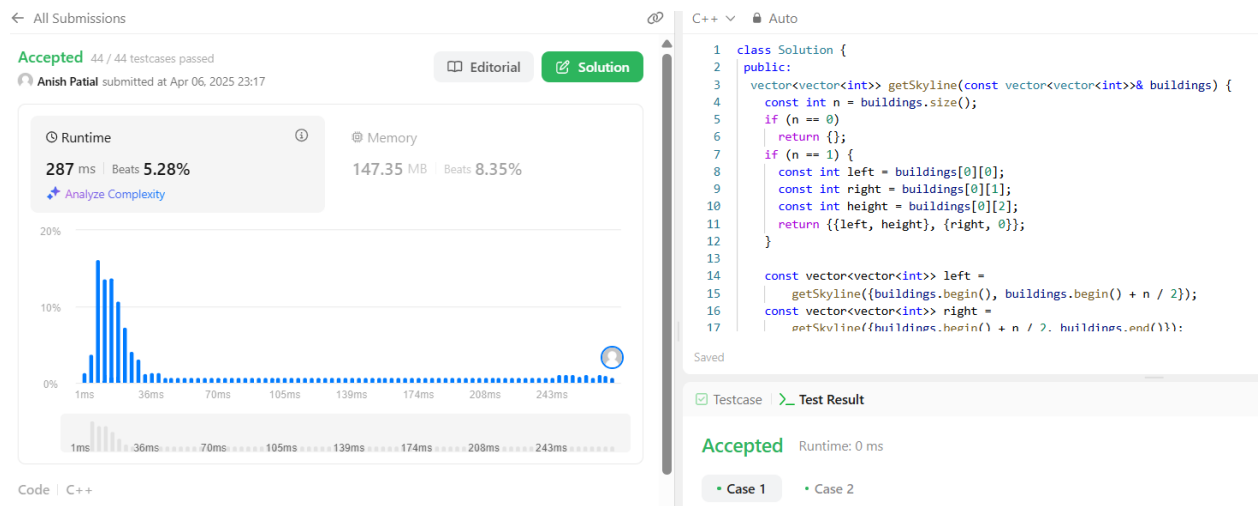 All Submissions
Accepted 44 / 44 testcases passed
Anish Patial submitted at Apr 06, 2025 23:17
Editorial
Solution
Runtime
287 ms Beats 5.28%
Analyze Complexity
Memory
147.35 MB Beats 8.35%
20%
10%
0%
1ms 36ms 70ms 105ms 139ms 174ms 208ms 243ms
1ms 36ms 70ms 105ms 139ms 174ms 208ms 243ms
Code C++
C++ Auto
1 class Solution {
2 public:
3 vector<vector<int>> getSkyline(const vector<vector<int>>& buildings) {
4 const int n = buildings.size();
5 if (n == 0)
6 return {};
7 if (n == 1) {
8 const int left = buildings[0][0];
9 const int right = buildings[0][1];
10 const int height = buildings[0][2];
11 return {{left, height}, {right, 0}};
12 }
13
14 const vector<vector<int>> left =
15 getSkyline({buildings.begin(), buildings.begin() + n / 2});
16 const vector<vector<int>> right =
17 getSkyline({buildings.begin() + n / 2, buildings.end()});
Saved
Testcase >_ Test Result
Accepted Runtime: 0 ms
• Case 1 • Case 2